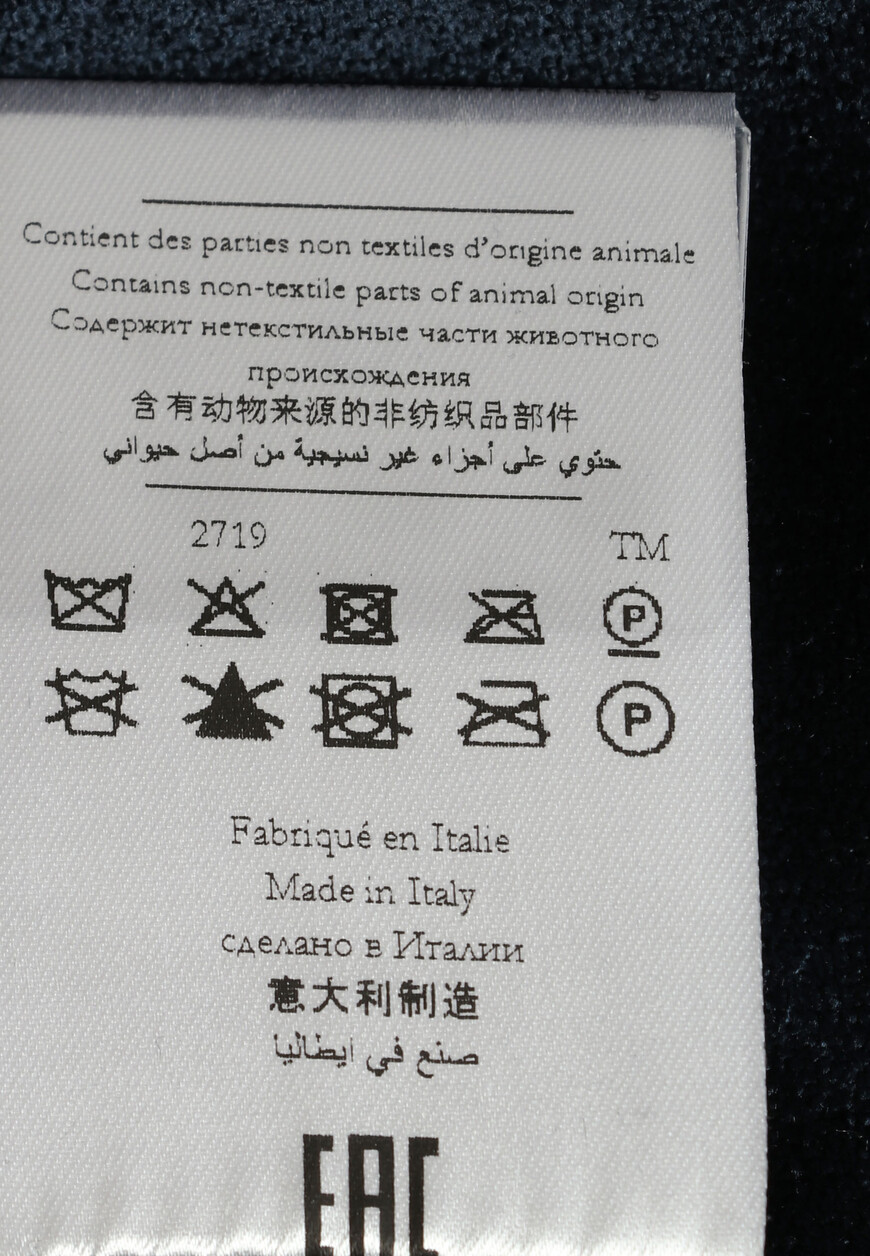 Contient des parties non textiles d'origine animale
Contains non-textile parts of animal origin
Содержит нетекстильные части животного
происхождения
含有动物来源的非纺织品部件
حتوي على أجزاء غير نسيجية من أصل حيواني
2719 TM
P
P
Fabriqué en Italie
Made in Italy
сделано в Италии
意大利制造
صنع في ايطاليا
EAC